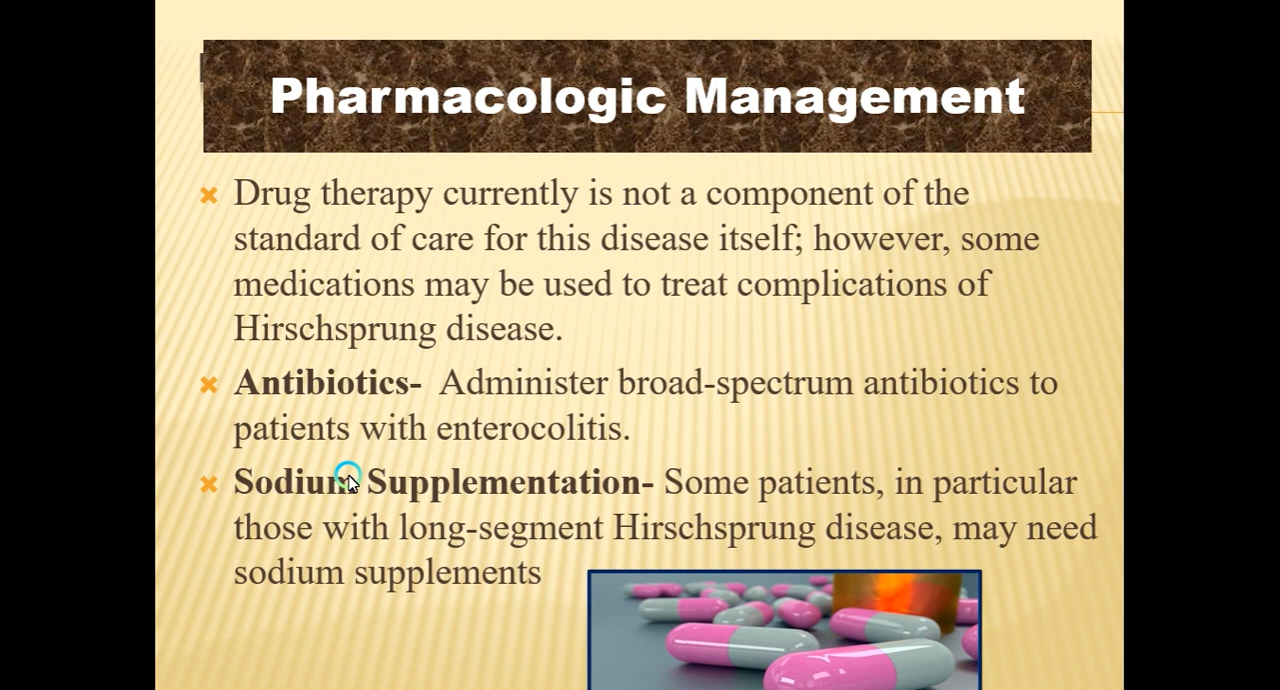 Pharmacologic Management
Drug therapy currently is not a component of the
standard of care for this disease itself; however, some
medications may be used to treat complications of
Hirschsprung disease.
Antibiotics-  Administer broad-spectrum antibiotics to
patients with enterocolitis.
Sodium Supplementation- Some patients, in particular
those with long-segment Hirschsprung disease, may need
sodium supplements